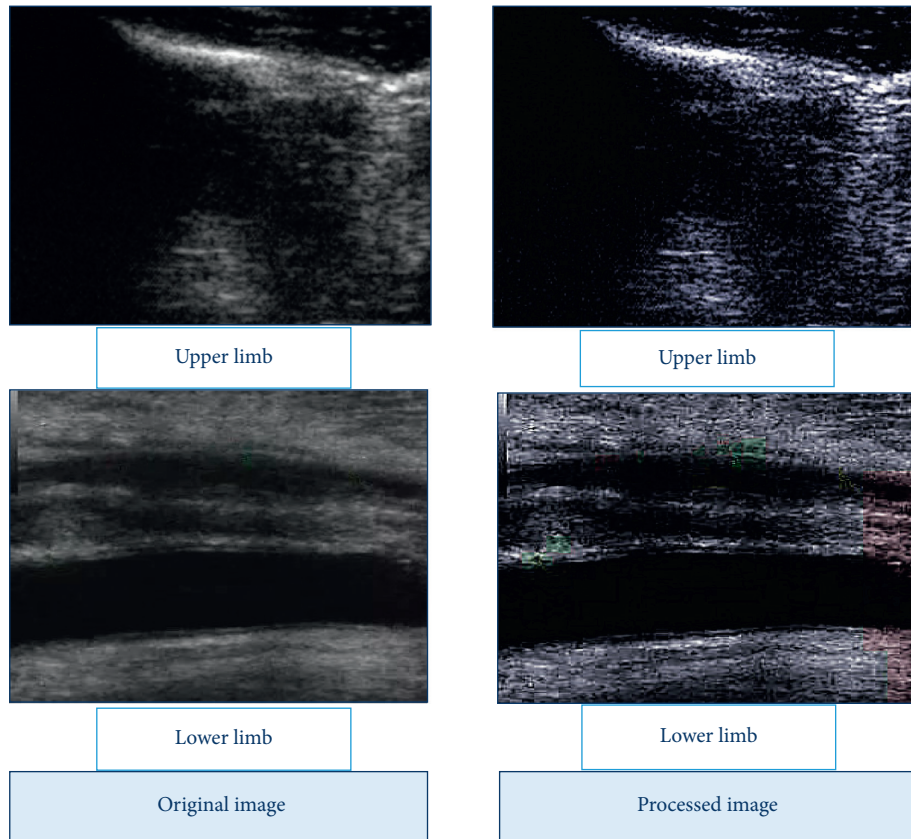 Upper limb
Upper limb
Lower limb
Lower limb
Original image
Processed image